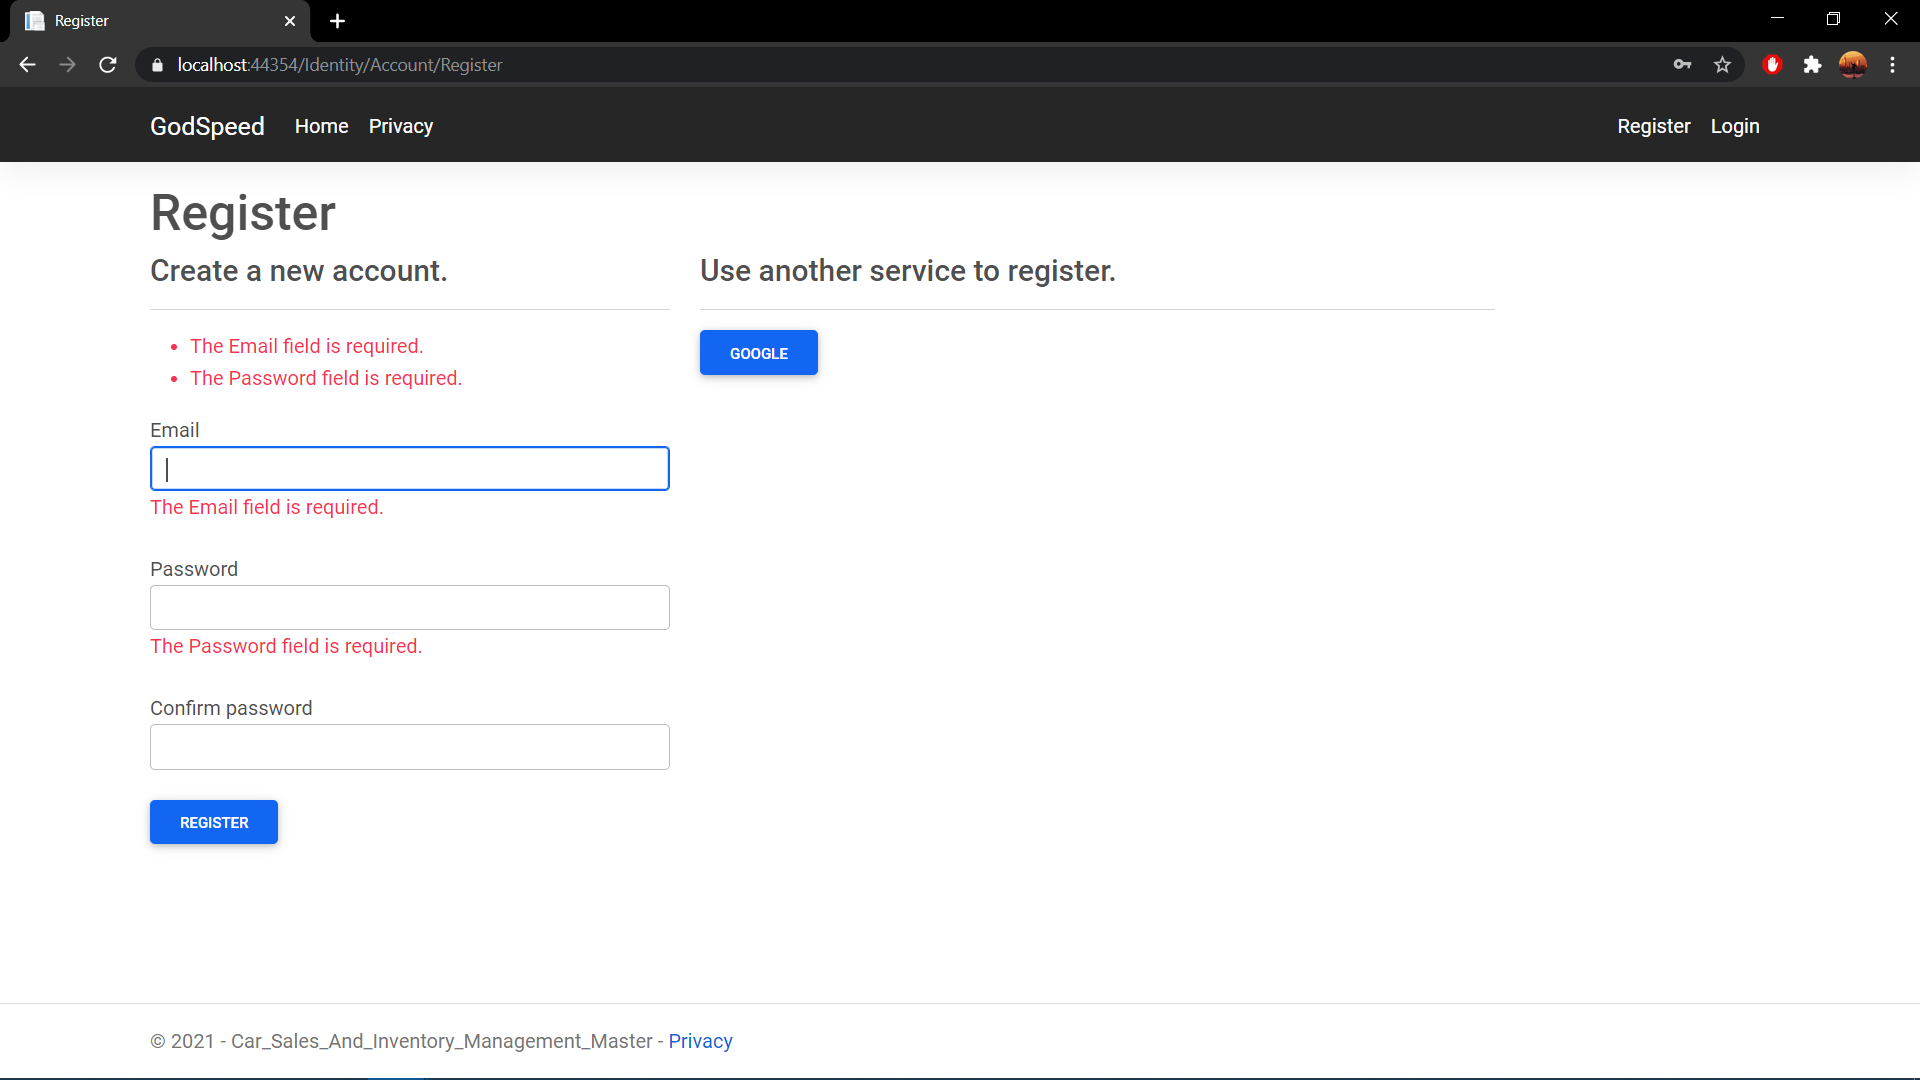 Register
localhost:44354/Identity/Account/Register
GodSpeed Home Privacy Register Login
Register
Create a new account.
Use another service to register.
The Email field is required.
The Password field is required.
GOOGLE
Email
The Email field is required.
Password
The Password field is required.
Confirm password
REGISTER
© 2021 - Car_Sales_And_Inventory_Management_Master - Privacy